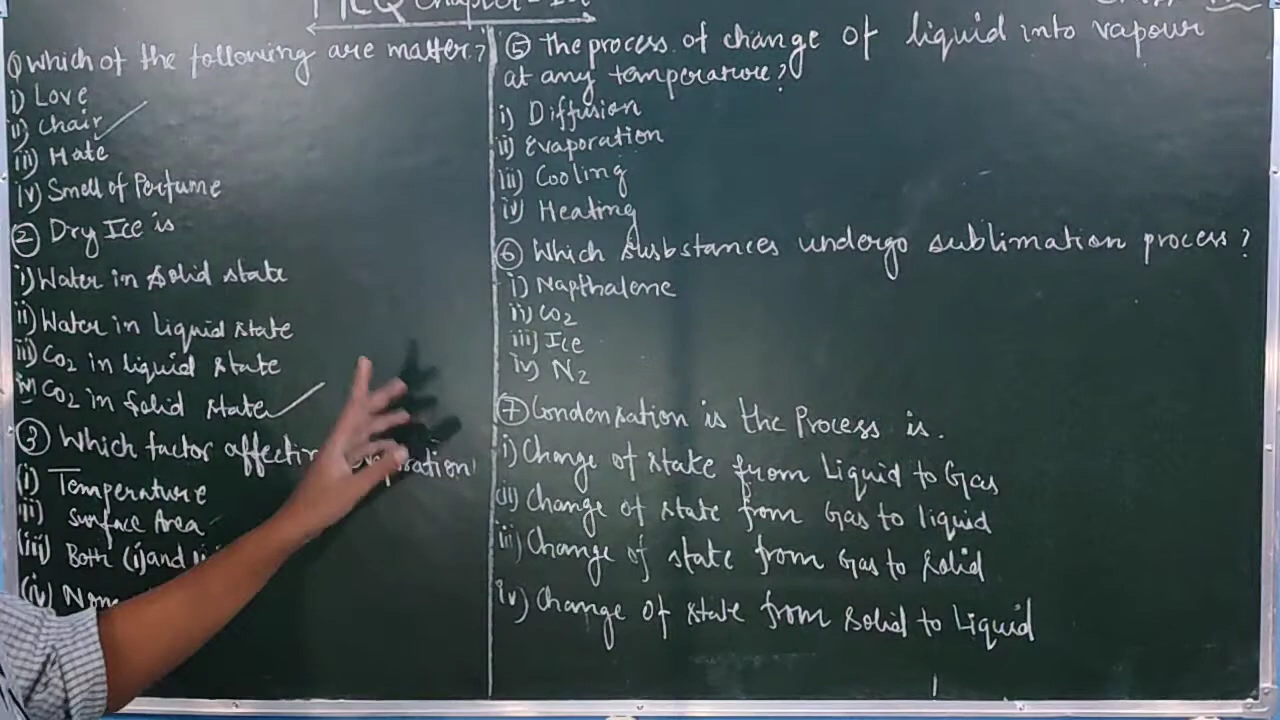 MCQ Chapter-1st
1) Which of the following are matter?
i) Love
ii) Chair
iii) Hate
iv) Smell of Perfume
② Dry Ice is
i) Water in Solid state
ii) Water in Liquid state
iii) CO2 in liquid state
iv) CO2 in Solid state
③ Which factor affecting
(i) Temperature
(ii) Surface Area
(iii) Both (i) and
(iv) None
⑤ The process of change of liquid into vapour
at any temperature?
i) Diffusion
ii) Evaporation
iii) Cooling
iv) Heating
⑥ Which susbstances undergo sublimation process?
i) Napthalene
ii) CO2
iii) Ice
iv) N2
⑦ Condensation is the Process is.
i) Change of state from Liquid to Gas
(ii) Change of state from Gas to liquid
iii) Change of state from Gas to solid
iv) Change of state from solid to Liquid